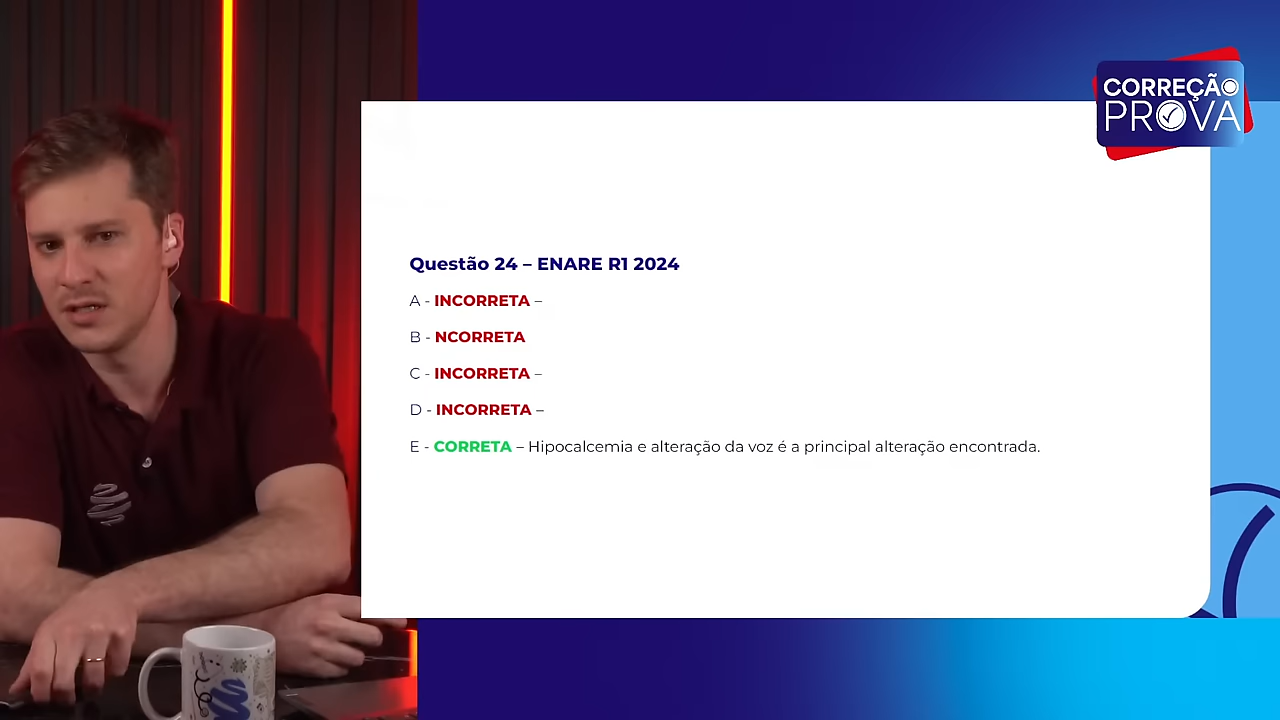 CORREÇÃO
PROVA
Questão 24 – ENARE R1 2024
A - INCORRETA –
B - NCORRETA
C - INCORRETA –
D - INCORRETA –
E - CORRETA – Hipocalcemia e alteração da voz é a principal alteração encontrada.